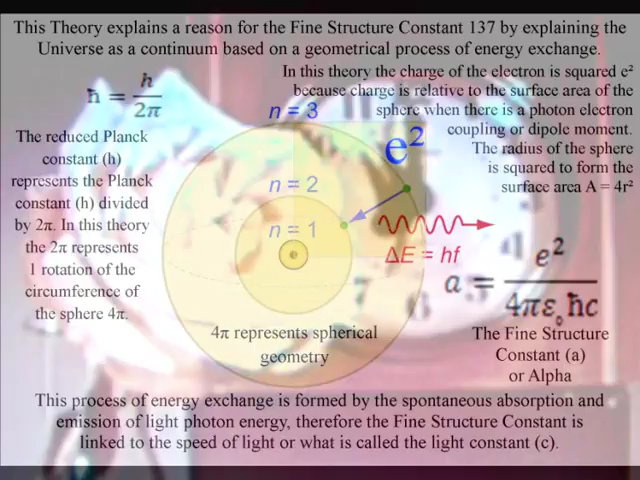 This Theory explains a reason for the Fine Structure Constant 137 by explaining the
Universe as a continuum based on a geometrical process of energy exchange.
In this theory the charge of the electron is squared e²
because charge is relative to the surface area of the
sphere when there is a photon electron
coupling or dipole moment.
The radius of the sphere
is squared to form the
surface area A = 4r²
ħ = h / 2π
The reduced Planck
constant (h)
represents the Planck
constant (h) divided
by 2π. In this theory
the 2π represents
1 rotation of the
circumference of
the sphere 4π.
n = 3
e²
n = 2
n = 1
ΔE = hf
a = e² / 4πε₀ħc
4π represents spherical
geometry
The Fine Structure
Constant (a)
or Alpha
This process of energy exchange is formed by the spontaneous absorption and
emission of light photon energy, therefore the Fine Structure Constant is
linked to the speed of light or what is called the light constant (c).